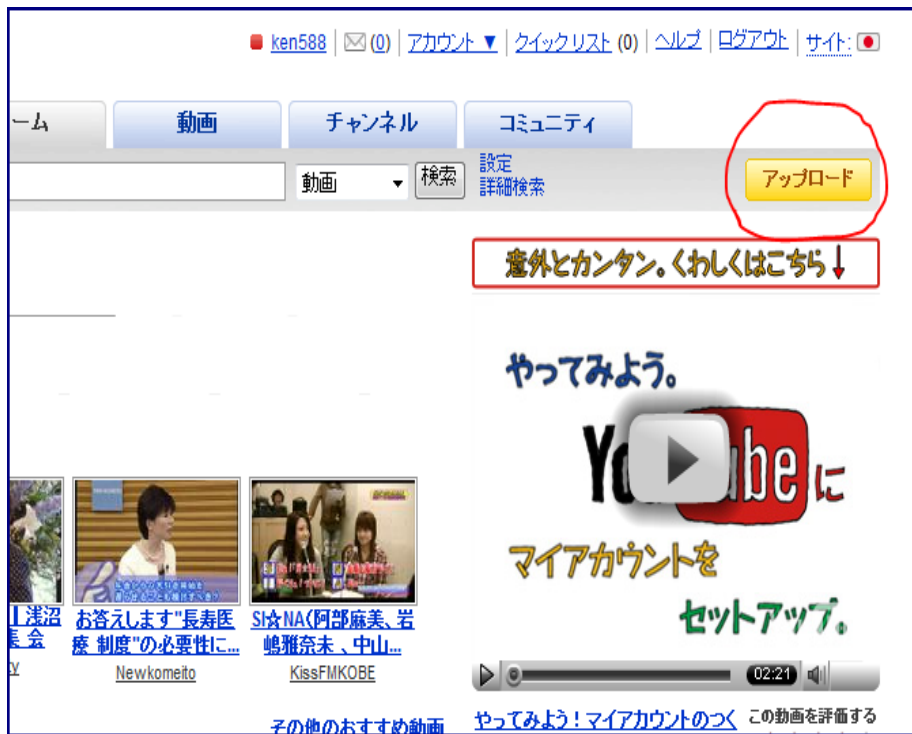 ken588 (0) アカウント ▼ クイックリスト (0) ヘルプ ログアウト サイト:
ーム 動画 チャンネル コミュニティ
動画 検索 設定
詳細検索
アップロード
意外とカンタン。くわしくはこちら↓
やってみよう。
YouTube に
マイアカウントを
セットアップ。
02:21
浅沼
会
お答えします"長寿医
療 制度"の必要性に...
Newkomeito
SI☆NA(阿部麻美、岩
嶋雅奈未 、中山...
KissFMKOBE
その他のおすすめ動画
やってみよう!マイアカウントのつく
この動画を評価する